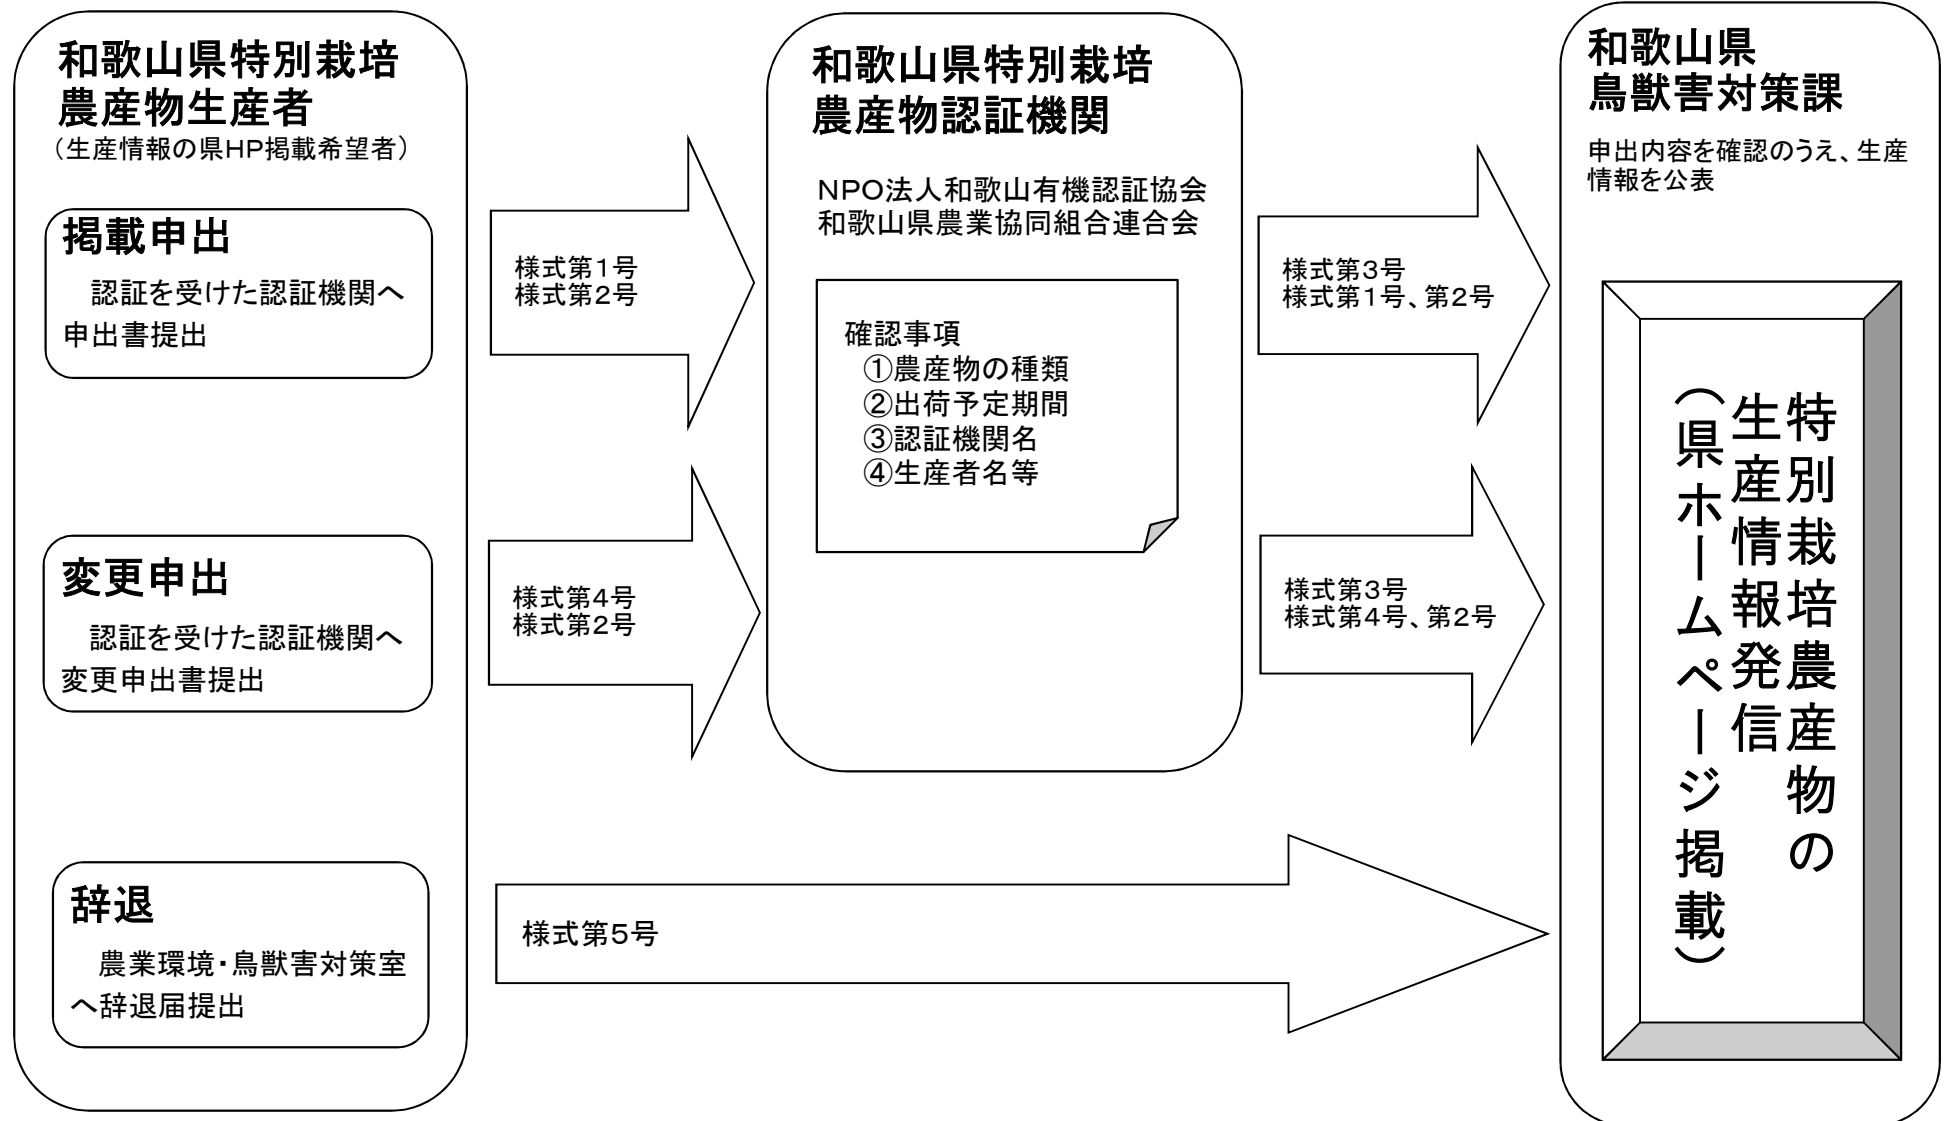 和歌山県特別栽培
農産物生産者
（生産情報の県HP掲載希望者）
掲載申出
認証を受けた認証機関へ
申出書提出
変更申出
認証を受けた認証機関へ
変更申出書提出
辞退
農業環境・鳥獣害対策室
へ辞退届提出
様式第1号
様式第2号
様式第4号
様式第2号
様式第5号
和歌山県特別栽培
農産物認証機関
NPO法人和歌山有機認証協会
和歌山県農業協同組合連合会
確認事項
①農産物の種類
②出荷予定期間
③認証機関名
④生産者名等
様式第3号
様式第1号、第2号
様式第3号
様式第4号、第2号
和歌山県
鳥獣害対策課
申出内容を確認のうえ、生産
情報を公表
特別栽培農産物の
生産情報発信
（県ホームページ掲載）